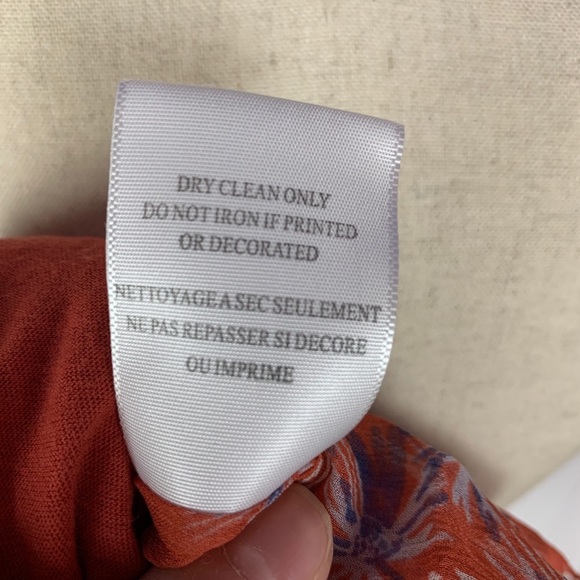 DRY CLEAN ONLY
DO NOT IRON IF PRINTED
OR DECORATED
NETTOYAGE A SEC SEULEMENT
NE PAS REPASSER SI DECORE
OU IMPRIME